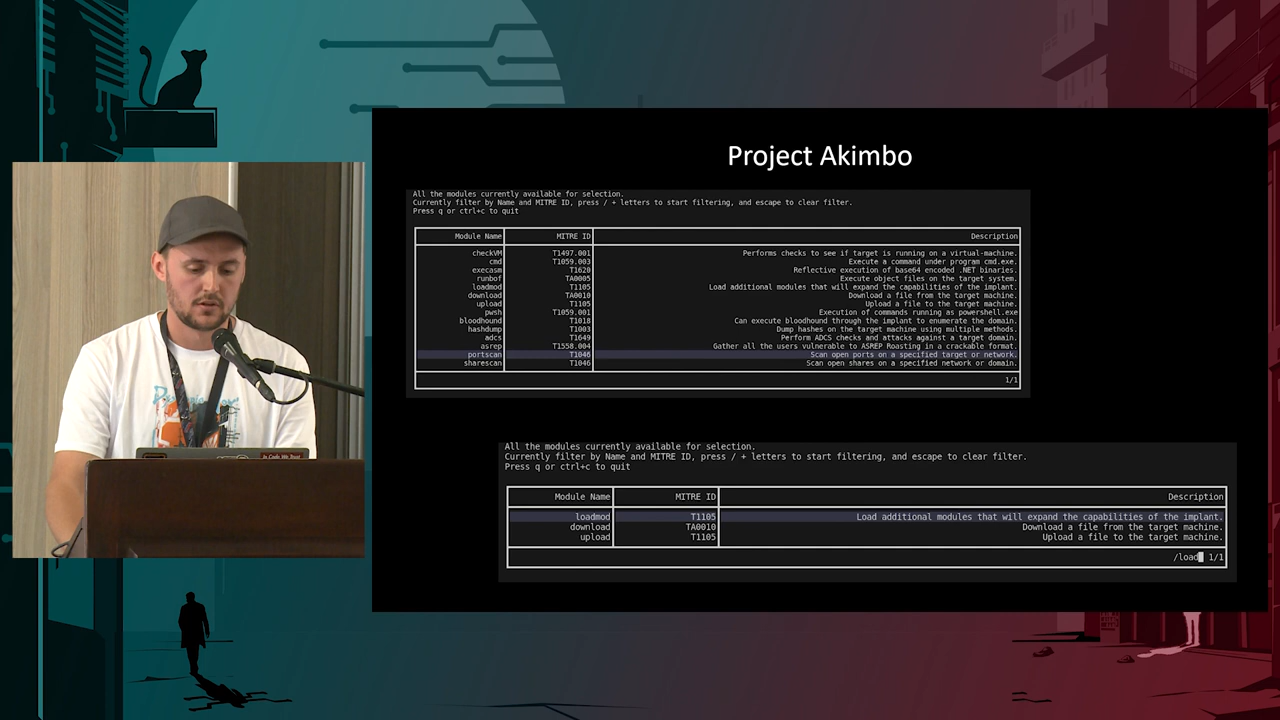 Project Akimbo
All the modules currently available for selection.
Currently filter by Name and MITRE ID, press / + letters to start filtering, and escape to clear filter.
Press q or ctrl+c to quit
Module Name MITRE ID Description
checkVM T1497.001 Performs checks to see if target is running on a virtual-machine.
cmd T1059.003 Execute a command under program cmd.exe.
execasm T1620 Reflective execution of base64 encoded .NET binaries.
runbof TA0005 Execute object files on the target system.
loadmod T1105 Load additional modules that will expand the capabilities of the implant.
download TA0010 Download a file from the target machine.
upload T1105 Upload a file to the target machine.
pwsh T1059.001 Execution of commands running as powershell.exe
bloodhound T1018 Can execute bloodhound through the implant to enumerate the domain.
hashdump T1003 Dump hashes on the target machine using multiple methods.
adcs T1649 Perform ADCS checks and attacks against a target domain.
asrep T1558.004 Gather all the users vulnerable to ASREP Roasting in a crackable format.
portscan T1046 Scan open ports on a specified target or network.
sharescan T1046 Scan open shares on a specified network or domain.
1/1
All the modules currently available for selection.
Currently filter by Name and MITRE ID, press / + letters to start filtering, and escape to clear filter.
Press q or ctrl+c to quit
Module Name MITRE ID Description
loadmod T1105 Load additional modules that will expand the capabilities of the implant.
download TA0010 Download a file from the target machine.
upload T1105 Upload a file to the target machine.
/load 1/1
In Code We Trust